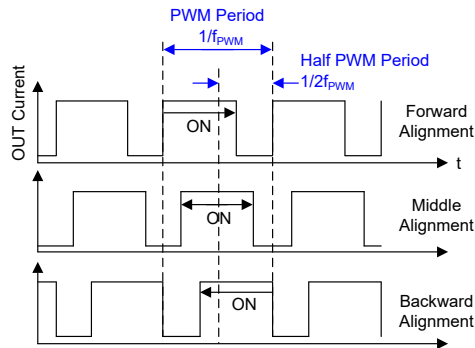 PWM Period
1/fPWM
Half PWM Period
1/2fPWM
OUT Current
ON
Forward
Alignment
t
ON
Middle
Alignment
ON
Backward
Alignment